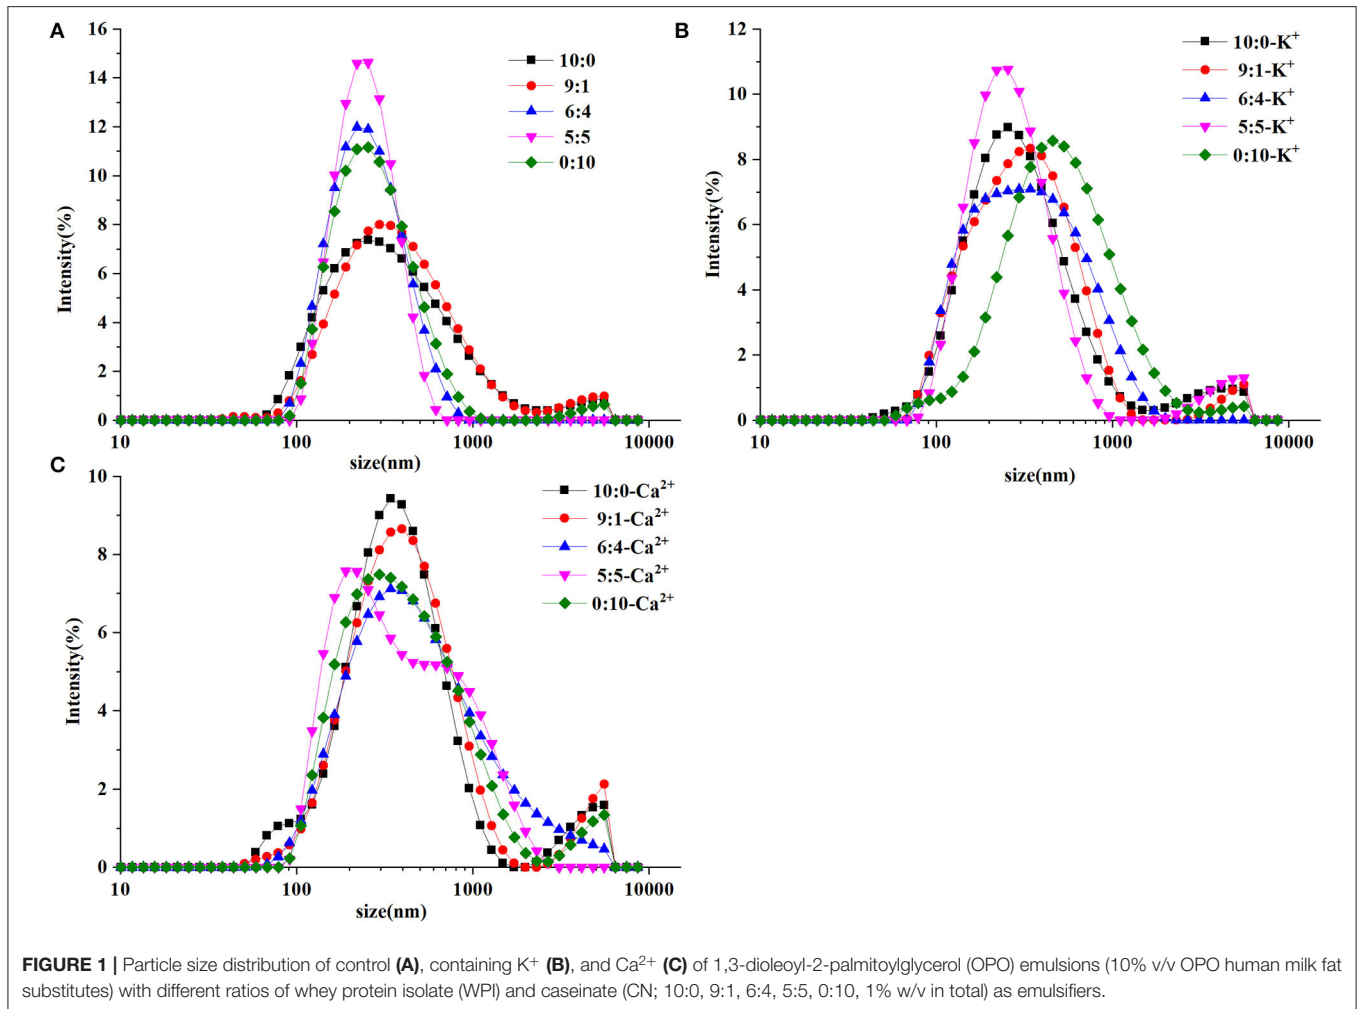 A
16
14
12
10
8
6
4
2
0
Intensity(%)
10
100
1000
10000
size(nm)
10:0
9:1
6:4
5:5
0:10
B
12
10
8
6
4
2
0
Intensity(%)
10
100
1000
10000
size(nm)
10:0-K⁺
9:1-K⁺
6:4-K⁺
5:5-K⁺
0:10-K⁺
C
10
8
6
4
2
0
Intensity(%)
10
100
1000
10000
size(nm)
10:0-Ca²⁺
9:1-Ca²⁺
6:4-Ca²⁺
5:5-Ca²⁺
0:10-Ca²⁺
FIGURE 1 | Particle size distribution of control (A), containing K⁺ (B), and Ca²⁺ (C) of 1,3-dioleoyl-2-palmitoylglycerol (OPO) emulsions (10% v/v OPO human milk fat
substitutes) with different ratios of whey protein isolate (WPI) and caseinate (CN; 10:0, 9:1, 6:4, 5:5, 0:10, 1% w/v in total) as emulsifiers.